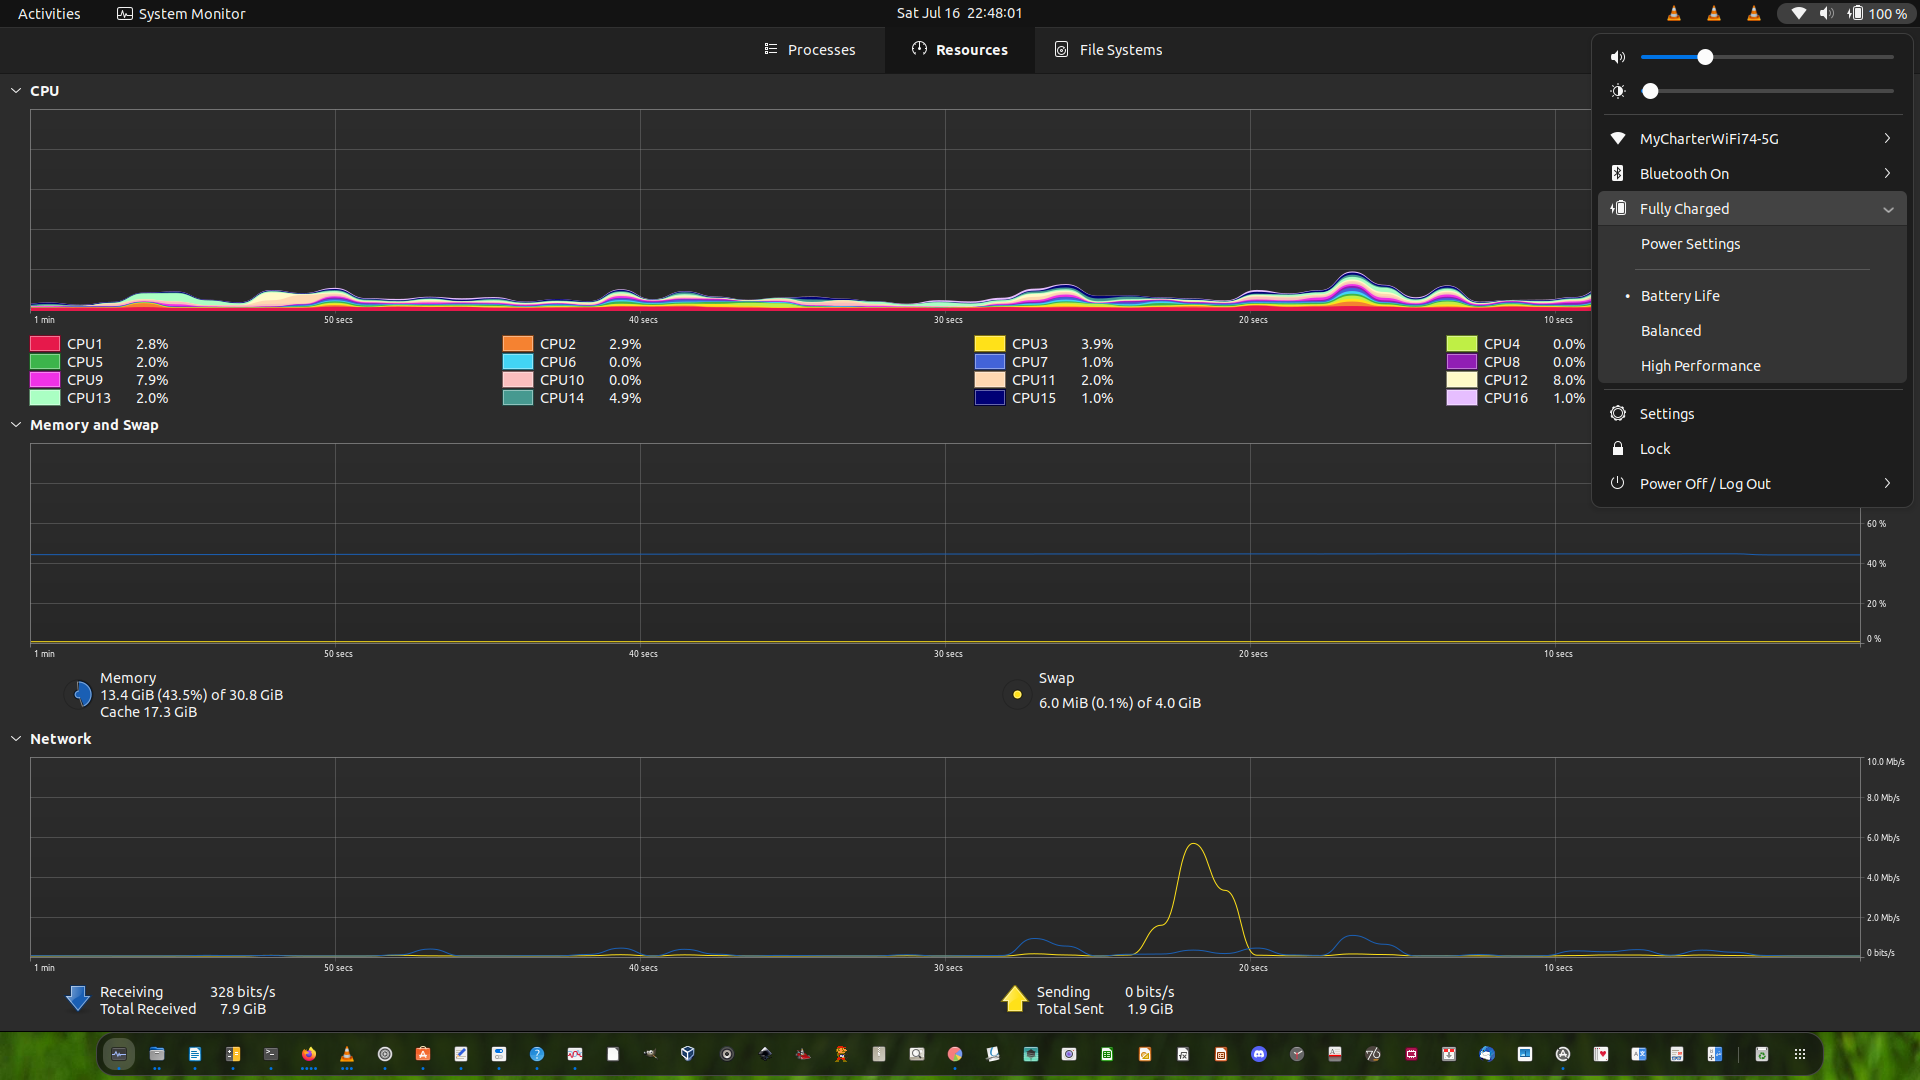 Activities System Monitor Sat Jul 16 22:48:01 100 %
Processes Resources File Systems
CPU
1 min 50 secs 40 secs 30 secs 20 secs 10 secs
CPU1 2.8% CPU2 2.9% CPU3 3.9% CPU4 0.0%
CPU5 2.0% CPU6 0.0% CPU7 1.0% CPU8 0.0%
CPU9 7.9% CPU10 0.0% CPU11 2.0% CPU12 8.0%
CPU13 2.0% CPU14 4.9% CPU15 1.0% CPU16 1.0%
MyCharterWiFi74-5G
Bluetooth On
Fully Charged
Power Settings
Battery Life
Balanced
High Performance
Settings
Lock
Power Off / Log Out
Memory and Swap
60 %
40 %
20 %
0 %
1 min 50 secs 40 secs 30 secs 20 secs 10 secs
Memory
13.4 GiB (43.5%) of 30.8 GiB
Cache 17.3 GiB
Swap
6.0 MiB (0.1%) of 4.0 GiB
Network
10.0 Mb/s
8.0 Mb/s
6.0 Mb/s
4.0 Mb/s
2.0 Mb/s
0 bits/s
1 min 50 secs 40 secs 30 secs 20 secs 10 secs
Receiving 328 bits/s
Total Received 7.9 GiB
Sending 0 bits/s
Total Sent 1.9 GiB